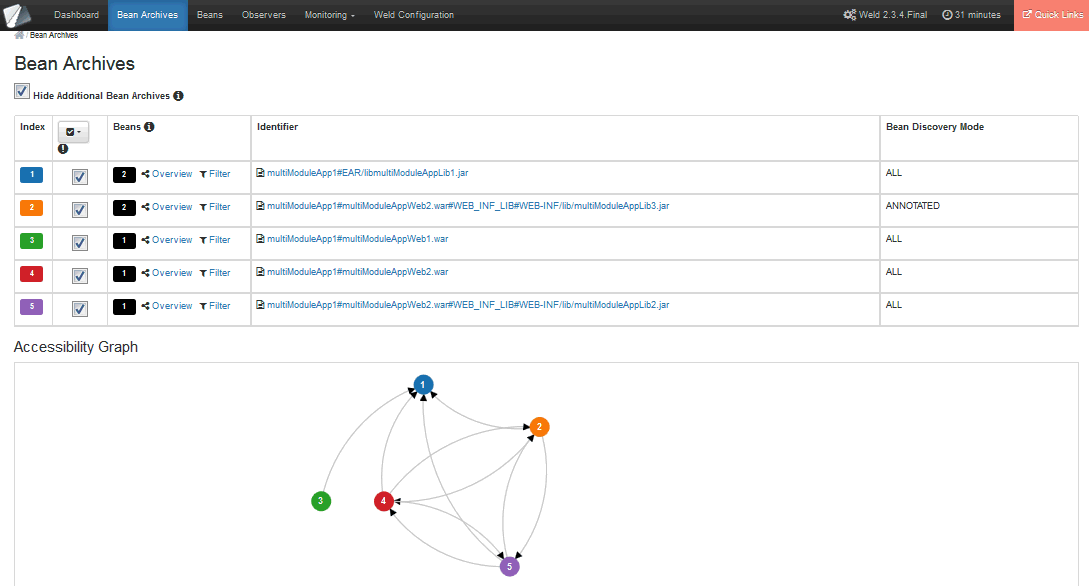 Dashboard Bean Archives Beans Observers Monitoring Weld Configuration Weld 2.3.4.Final 31 minutes Quick Links
/ Bean Archives
Bean Archives
Hide Additional Bean Archives
Index Beans Identifier Bean Discovery Mode
1 2 Overview Filter multiModuleApp1#EAR/libmultiModuleAppLib1.jar ALL
2 2 Overview Filter multiModuleApp1#multiModuleAppWeb2.war#WEB_INF_LIB#WEB-INF/lib/multiModuleAppLib3.jar ANNOTATED
3 1 Overview Filter multiModuleApp1#multiModuleAppWeb1.war ALL
4 1 Overview Filter multiModuleApp1#multiModuleAppWeb2.war ALL
5 1 Overview Filter multiModuleApp1#multiModuleAppWeb2.war#WEB_INF_LIB#WEB-INF/lib/multiModuleAppLib2.jar ALL
Accessibility Graph
1
2
3 4
5